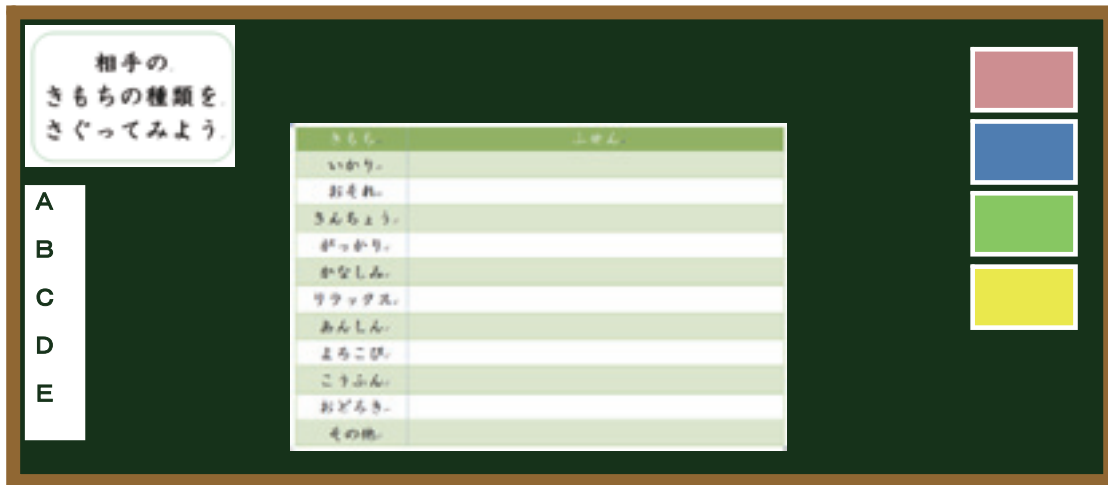 相手の
きもちの種類を
さぐってみよう
A
B
C
D
E
きもち ふせん
いかり
おそれ
きんちょう
がっかり
かなしみ
リラックス
あんしん
よろこび
こうふん
おどろき
その他